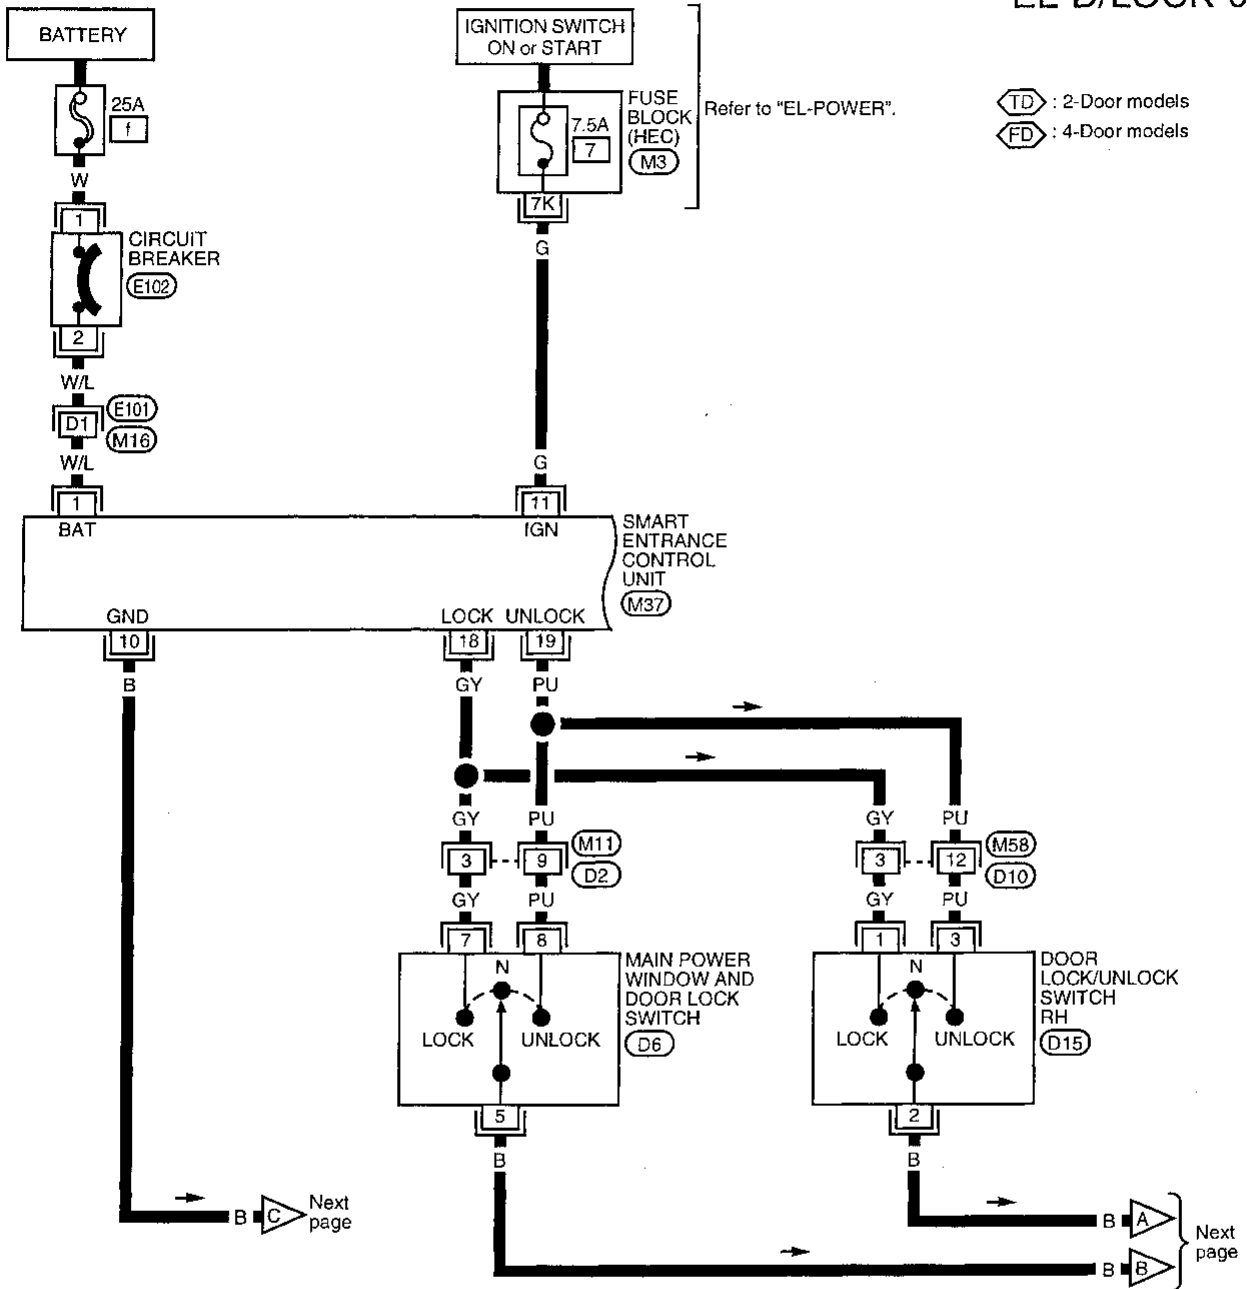 BATTERY
25A
f
W
1
CIRCUIT
BREAKER
E102
2
W/L
D1
E101
M16
W/L
1
BAT
IGNITION SWITCH
ON or START
FUSE
BLOCK
(HEC)
M3
7.5A
7
7K
G
G
11
IGN
Refer to "EL-POWER".
TD : 2-Door models
FD : 4-Door models
SMART
ENTRANCE
CONTROL
UNIT
M37
GND
LOCK UNLOCK
10
18
19
B
GY
PU
GY
PU
GY
PU
3
9
M11
D2
3
12
M58
D10
GY
PU
GY
PU
7
8
1
3
N
LOCK
UNLOCK
MAIN POWER
WINDOW AND
DOOR LOCK
SWITCH
D6
N
LOCK
UNLOCK
DOOR
LOCK/UNLOCK
SWITCH
RH
D15
5
2
B
B
B
C
Next
page
B
A
B
B
Next
page